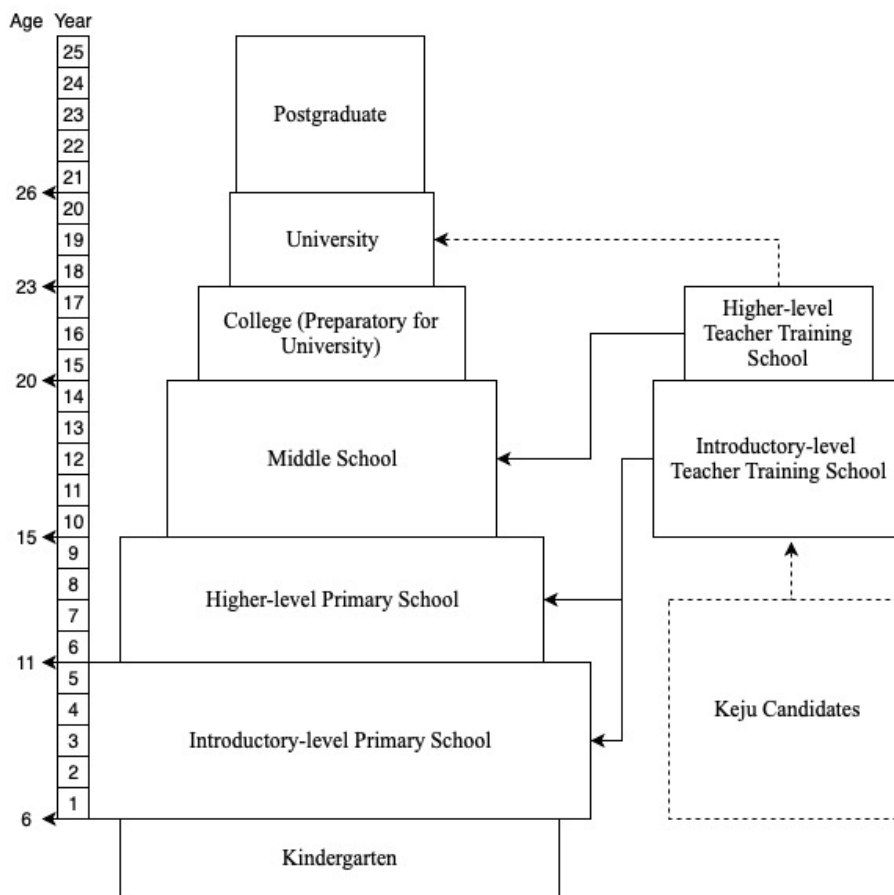 Age Year
25
24
23
22
21
26
20
19
18
23
17
16
15
20
14
13
12
11
10
15
9
8
7
6
11
5
4
3
2
1
6
Postgraduate
University
College (Preparatory for
University)
Middle School
Higher-level Primary School
Introductory-level Primary School
Kindergarten
Higher-level
Teacher Training
School
Introductory-level
Teacher Training School
Keju Candidates